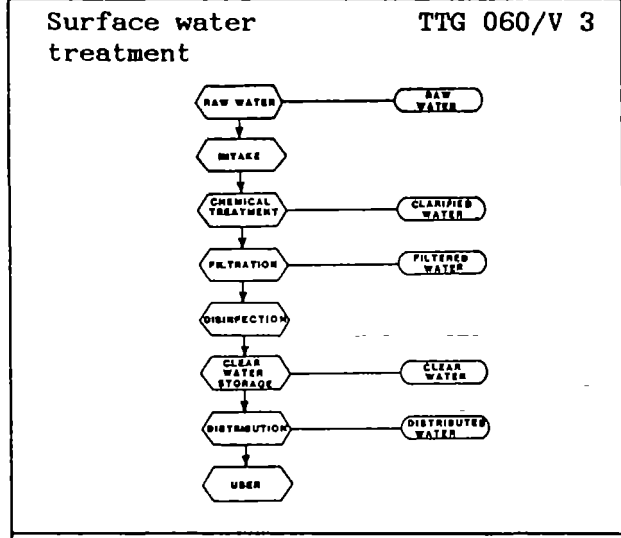 Surface water TTG 060/V 3
treatment
RAW WATER
RAW
WATER
INTAKE
CHEMICAL
TREATMENT
CLARIFIED
WATER
FILTRATION
FILTERED
WATER
DISINFECTION
CLEAR
WATER
STORAGE
CLEAR
WATER
DISTRIBUTION
DISTRIBUTED
WATER
USER